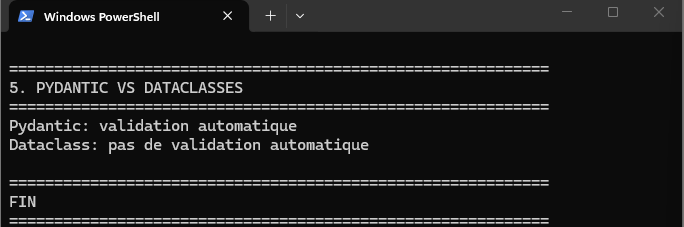 Windows PowerShell
============================================================
5. PYDANTIC VS DATACLASSES
============================================================
Pydantic: validation automatique
Dataclass: pas de validation automatique
============================================================
FIN
============================================================